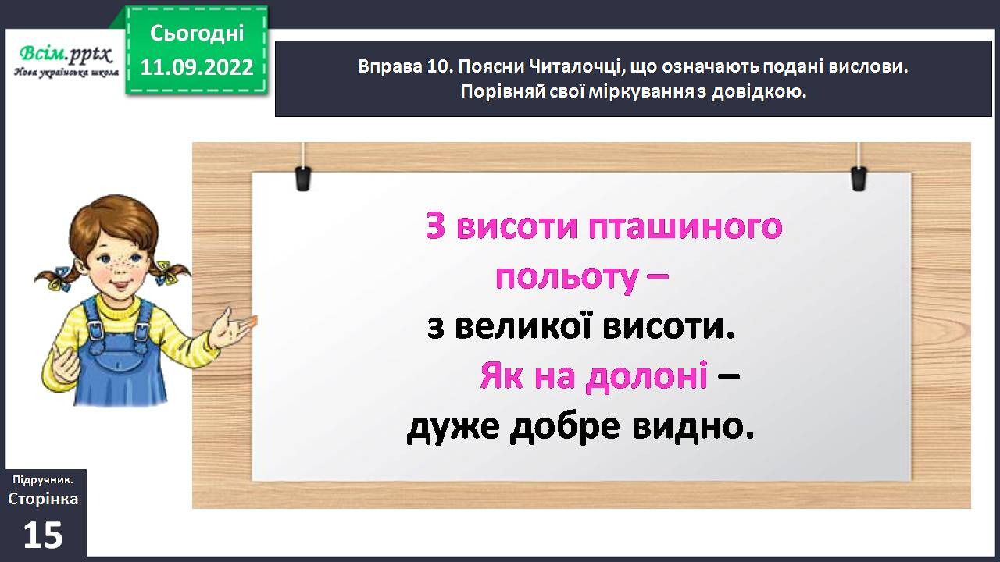 Всім.pptx
Нова українська школа
Сьогодні
11.09.2022
Вправа 10. Поясни Читалочці, що означають подані вислови.
Порівняй свої міркування з довідкою.
З висоти пташиного
польоту –
з великої висоти.
Як на долоні –
дуже добре видно.
Підручник.
Сторінка
15